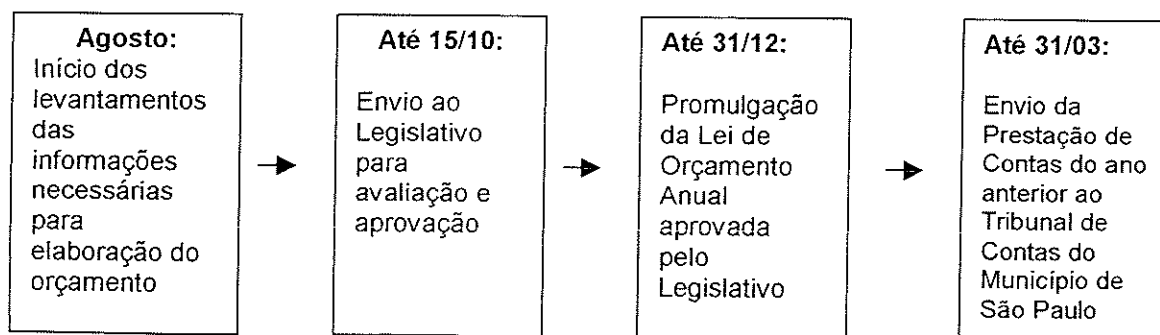 Agosto:
Início dos
levantamentos
das
informações
necessárias
para
elaboração do
orçamento
Até 15/10:
Envio ao
Legislativo
para
avaliação e
aprovação
Até 31/12:
Promulgação
da Lei de
Orçamento
Anual
aprovada
pelo
Legislativo
Até 31/03:
Envio da
Prestação de
Contas do ano
anterior ao
Tribunal de
Contas do
Município de
São Paulo